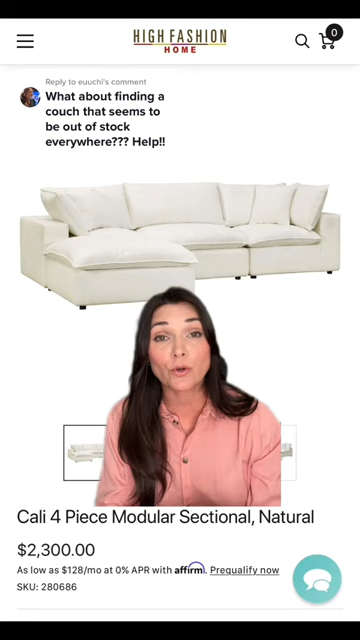 HIGH FASHION
HOME
0
Reply to euuchi's comment
What about finding a
couch that seems to
be out of stock
everywhere??? Help!!
Cali 4 Piece Modular Sectional, Natural
$2,300.00
As low as $128/mo at 0% APR with affirm. Prequalify now
SKU: 280686